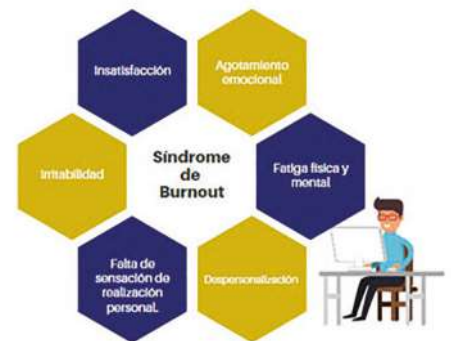 Insatisfacción
Agotamiento
emocional
Irritabilidad
Síndrome
de
Burnout
Fatiga física y
mental
Falta de
sensación de
realización
personal.
Despersonalización